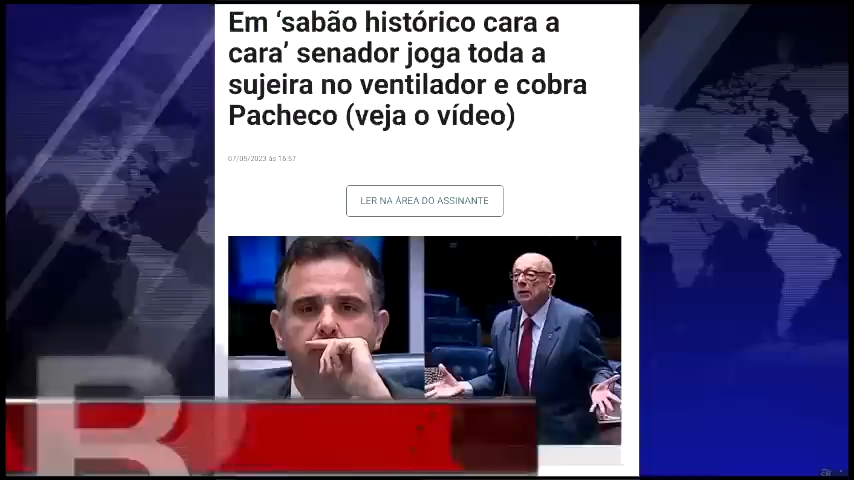 Em ‘sabão histórico cara a
cara’ senador joga toda a
sujeira no ventilador e cobra
Pacheco (veja o vídeo)
07/05/2023 às 16:57
LER NA ÁREA DO ASSINANTE
B